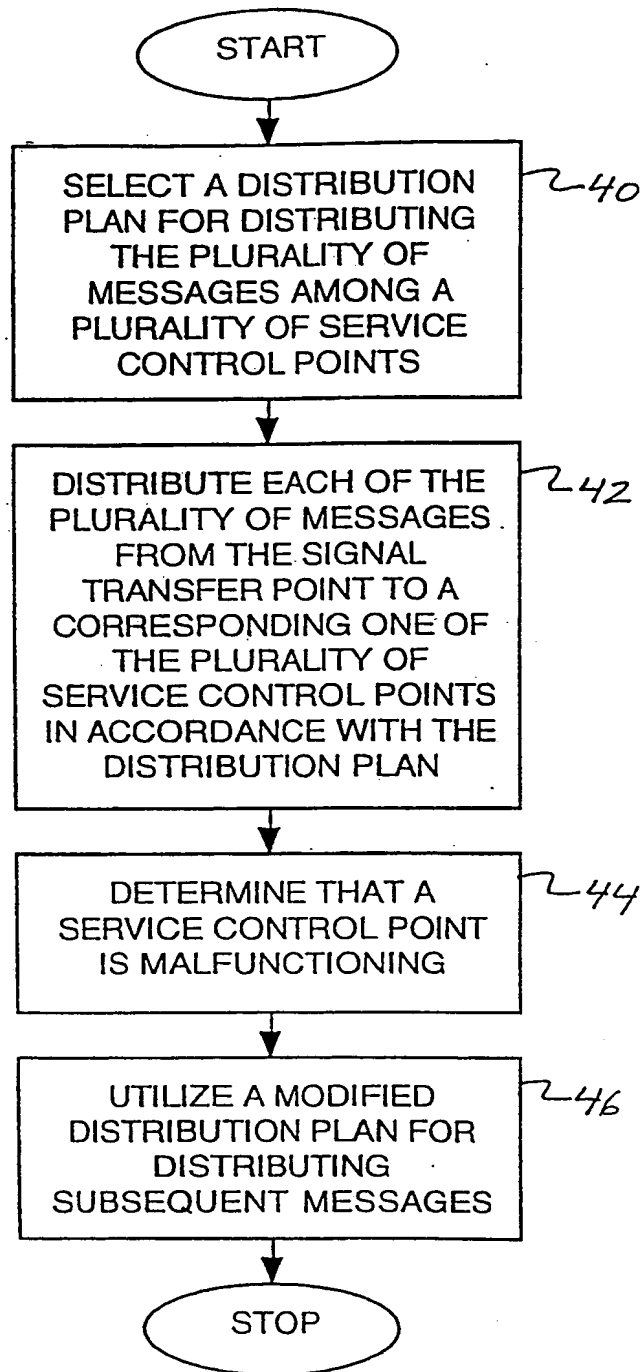 START
SELECT A DISTRIBUTION
PLAN FOR DISTRIBUTING
THE PLURALITY OF
MESSAGES AMONG A
PLURALITY OF SERVICE
CONTROL POINTS
40
DISTRIBUTE EACH OF THE
PLURALITY OF MESSAGES
FROM THE SIGNAL
TRANSFER POINT TO A
CORRESPONDING ONE OF
THE PLURALITY OF
SERVICE CONTROL POINTS
IN ACCORDANCE WITH THE
DISTRIBUTION PLAN
42
DETERMINE THAT A
SERVICE CONTROL POINT
IS MALFUNCTIONING
44
UTILIZE A MODIFIED
DISTRIBUTION PLAN FOR
DISTRIBUTING
SUBSEQUENT MESSAGES
46
STOP